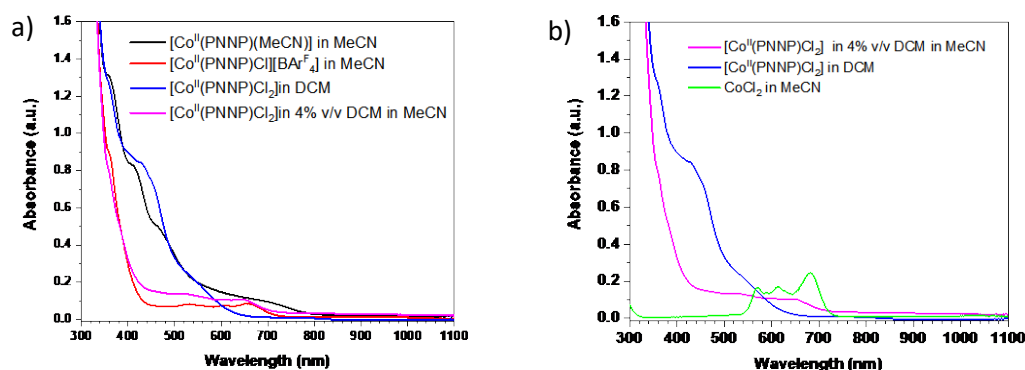 a)
[Coᴵᴵ(PNNP)(MeCN)] in MeCN
[Coᴵᴵ(PNNP)Cl][BArF₄] in MeCN
[Coᴵᴵ(PNNP)Cl₂]in DCM
[Coᴵᴵ(PNNP)Cl₂]in 4% v/v DCM in MeCN
Absorbance (a.u.)
1.6
1.4
1.2
1.0
0.8
0.6
0.4
0.2
0.0
300 400 500 600 700 800 900 1000 1100
Wavelength (nm)
b)
[Coᴵᴵ(PNNP)Cl₂] in 4% v/v DCM in MeCN
[Coᴵᴵ(PNNP)Cl₂] in DCM
CoCl₂ in MeCN
Absorbance (a.u.)
1.6
1.4
1.2
1.0
0.8
0.6
0.4
0.2
0.0
300 400 500 600 700 800 900 1000 1100
Wavelength (nm)